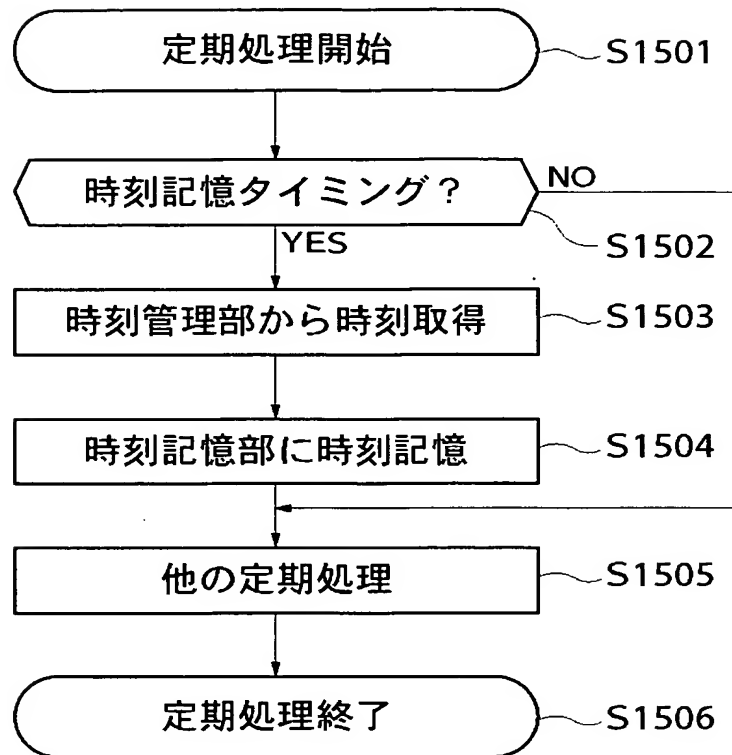 定期処理開始
S1501
時刻記憶タイミング？
NO
S1502
YES
時刻管理部から時刻取得
S1503
時刻記憶部に時刻記憶
S1504
他の定期処理
S1505
定期処理終了
S1506